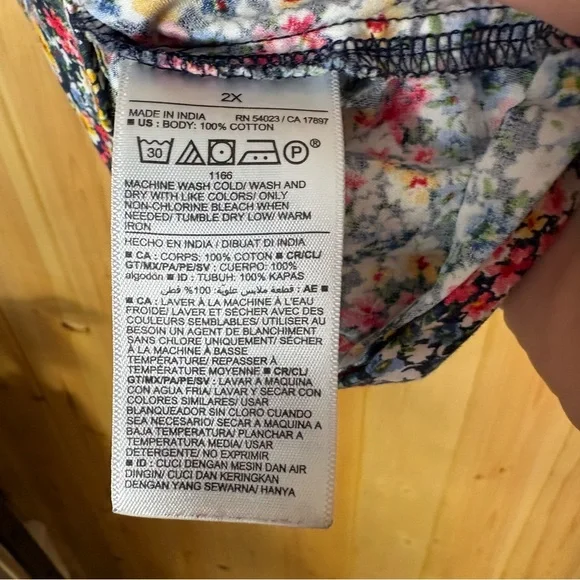 2X
MADE IN INDIA RN 54023 / CA 17897
■ US : BODY: 100% COTTON
30 P ®
1166
MACHINE WASH COLD/ WASH AND
DRY WITH LIKE COLORS/ ONLY
NON-CHLORINE BLEACH WHEN
NEEDED/ TUMBLE DRY LOW/ WARM
IRON
HECHO EN INDIA / DIBUAT DI INDIA
■ CA : CORPS: 100% COTON ■ CR/CL/
GT/MX/PA/PE/SV : CUERPO: 100%
algodón ■ ID : TUBUH: 100% KAPAS
■ AE : قطعة ملابس علوية: 100% قطن
■ CA : LAVER À LA MACHINE À L'EAU
FROIDE/ LAVER ET SÉCHER AVEC DES
COULEURS SEMBLABLES/ UTILISER AU
BESOIN UN AGENT DE BLANCHIMENT
SANS CHLORE UNIQUEMENT/ SÉCHER
À LA MACHINE À BASSE
TEMPÉRATURE/ REPASSER À
TEMPÉRATURE MOYENNE ■ CR/CL/
GT/MX/PA/PE/SV : LAVAR A MAQUINA
CON AGUA FRIA/ LAVAR Y SECAR CON
COLORES SIMILARES/ USAR
BLANQUEADOR SIN CLORO CUANDO
SEA NECESARIO/ SECAR A MAQUINA A
BAJA TEMPERATURA/ PLANCHAR A
TEMPERATURA MEDIA/ USAR
DETERGENTE/ NO EXPRIMIR
■ ID : CUCI DENGAN MESIN DAN AIR
DINGIN/ CUCI DAN KERINGKAN
DENGAN YANG SEWARNA/ HANYA